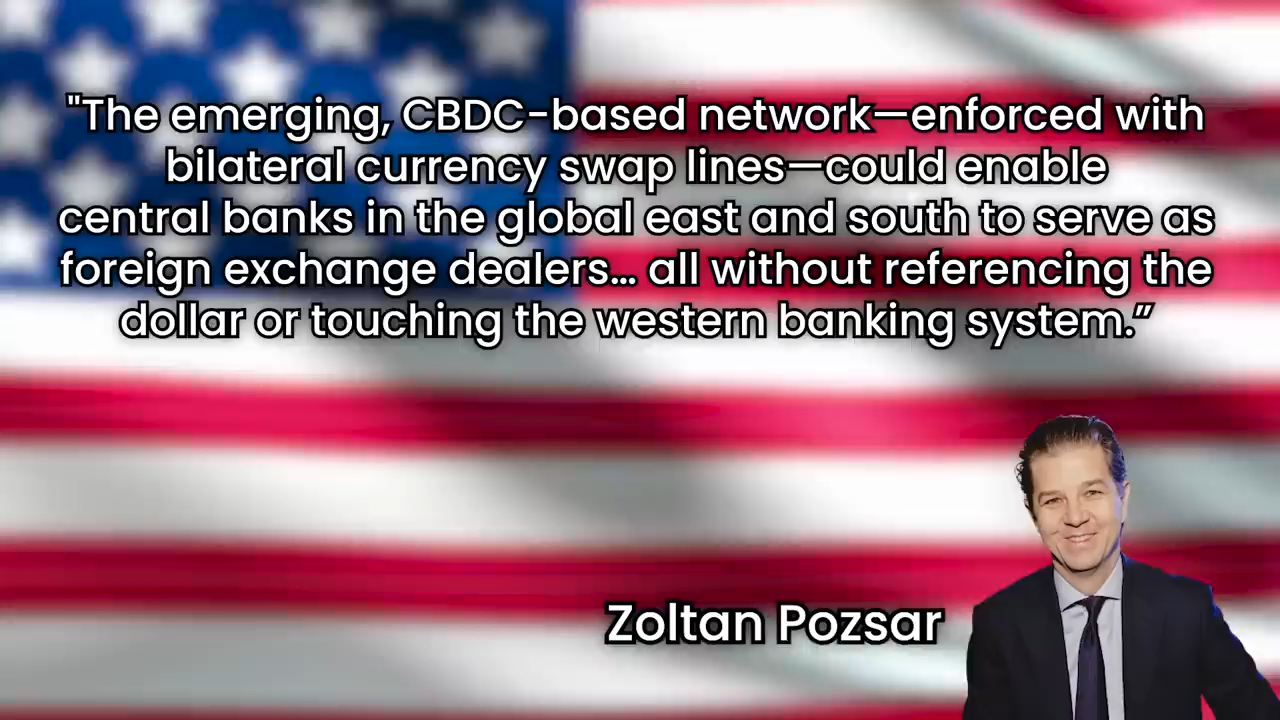 "The emerging, CBDC-based network—enforced with
bilateral currency swap lines—could enable
central banks in the global east and south to serve as
foreign exchange dealers... all without referencing the
dollar or touching the western banking system.”
Zoltan Pozsar